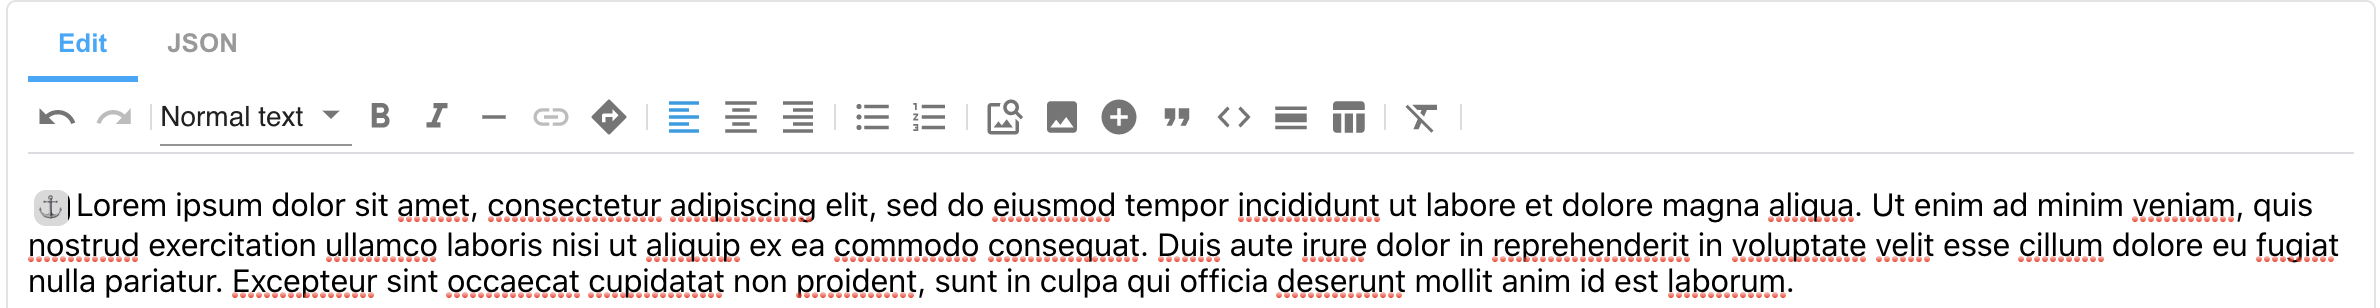 Edit JSON
Normal text
Lorem ipsum dolor sit amet, consectetur adipiscing elit, sed do eiusmod tempor incididunt ut labore et dolore magna aliqua. Ut enim ad minim veniam, quis
nostrud exercitation ullamco laboris nisi ut aliquip ex ea commodo consequat. Duis aute irure dolor in reprehenderit in voluptate velit esse cillum dolore eu fugiat
nulla pariatur. Excepteur sint occaecat cupidatat non proident, sunt in culpa qui officia deserunt mollit anim id est laborum.